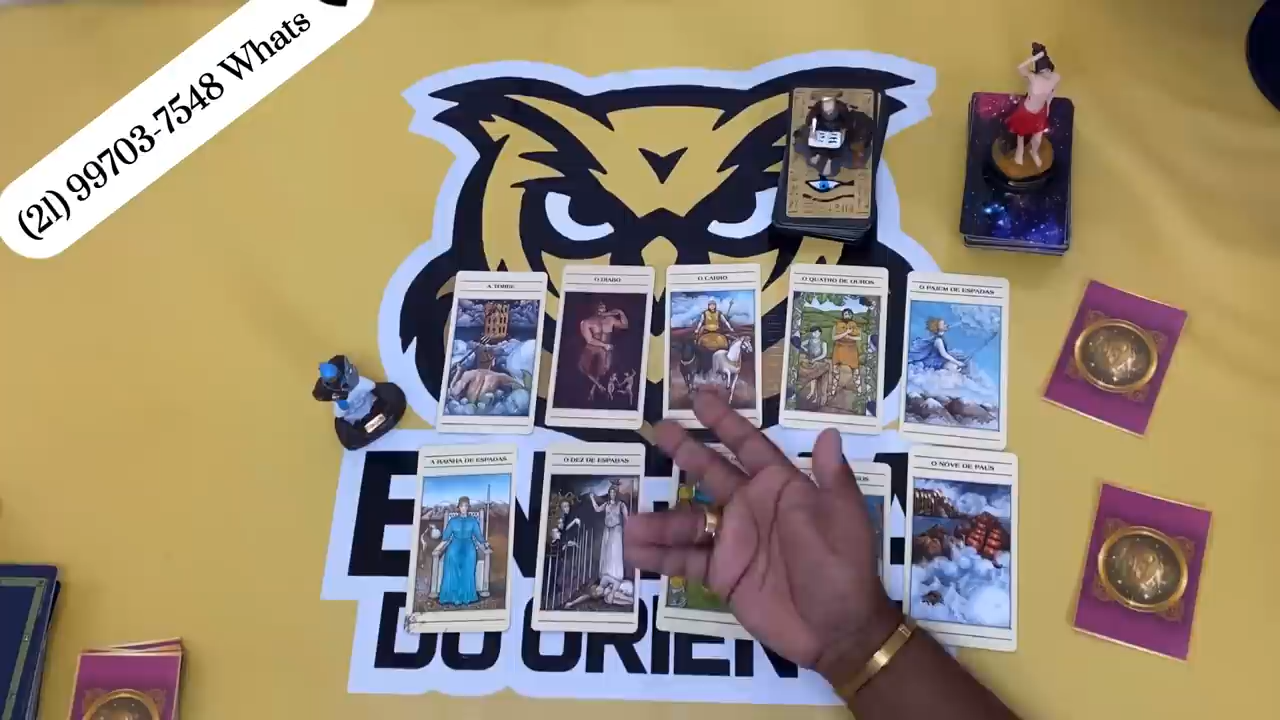 (21) 99703-7548 Whats
A TORRE
O DIABO
O CARRO
O QUATRO DE OUROS
O PAJEM DE ESPADAS
A RAINHA DE ESPADAS
O DEZ DE ESPADAS
O NOVE DE PAUS
DO ORIEN